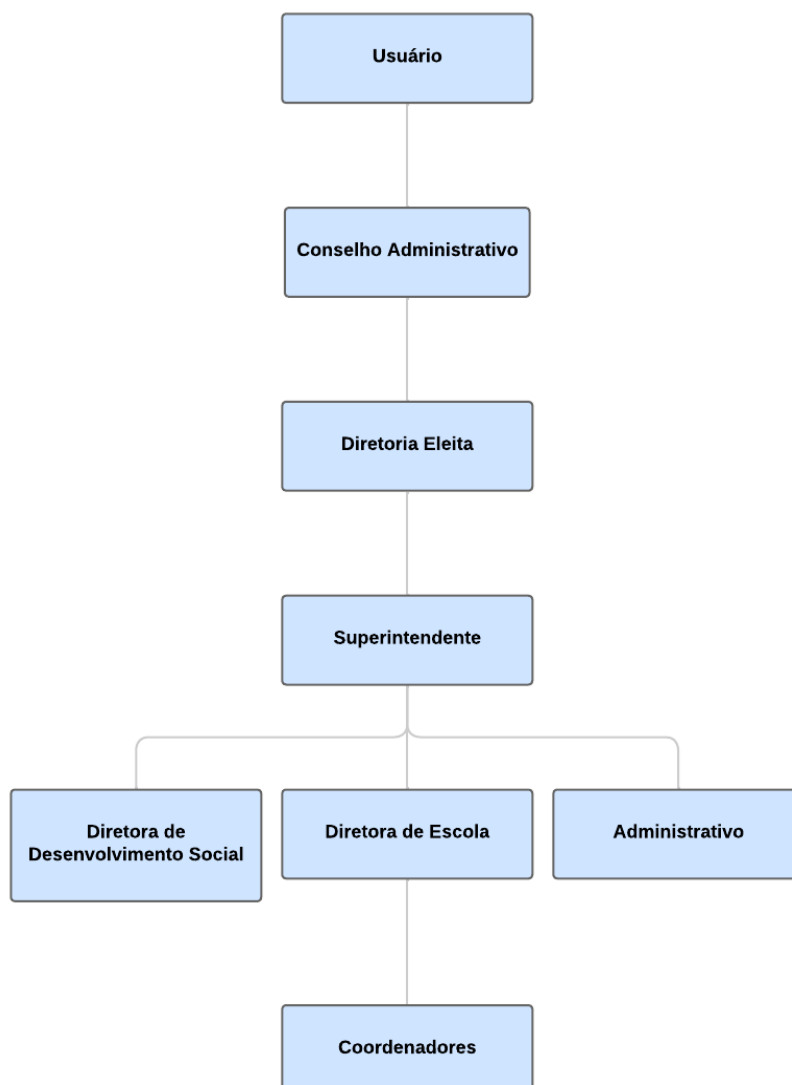 Usuário
Conselho Administrativo
Diretoria Eleita
Superintendente
Diretora de
Desenvolvimento Social
Diretora de Escola
Administrativo
Coordenadores